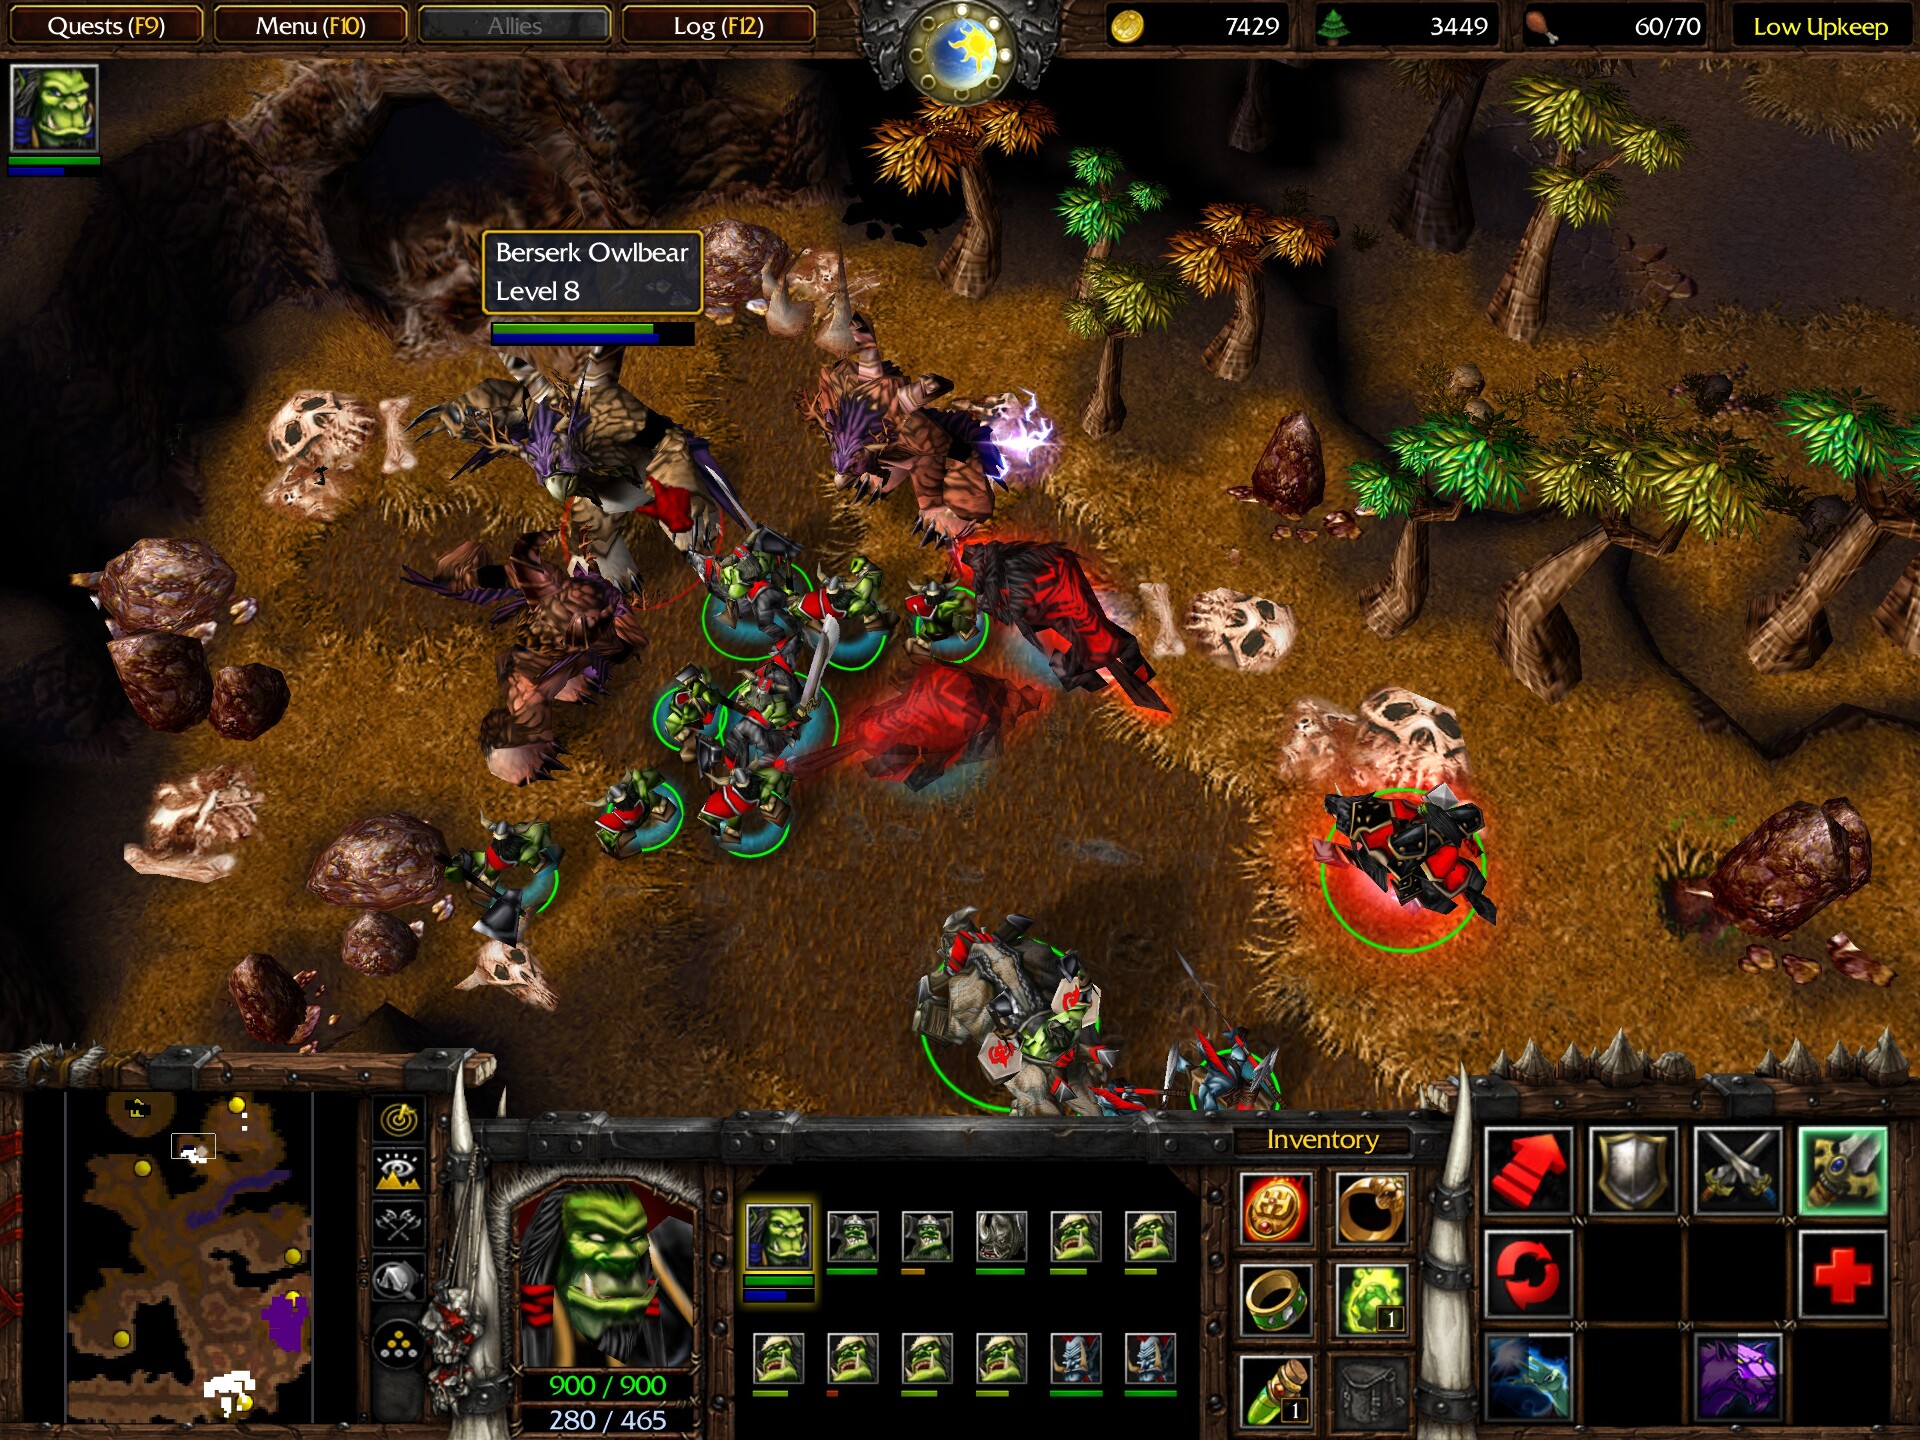 Quests (F9)
Menu (F10)
Allies
Log (F12)
7429
3449
60/70
Low Upkeep
Berserk Owlbear
Level 8
Inventory
1
1
900 / 900
280 / 465